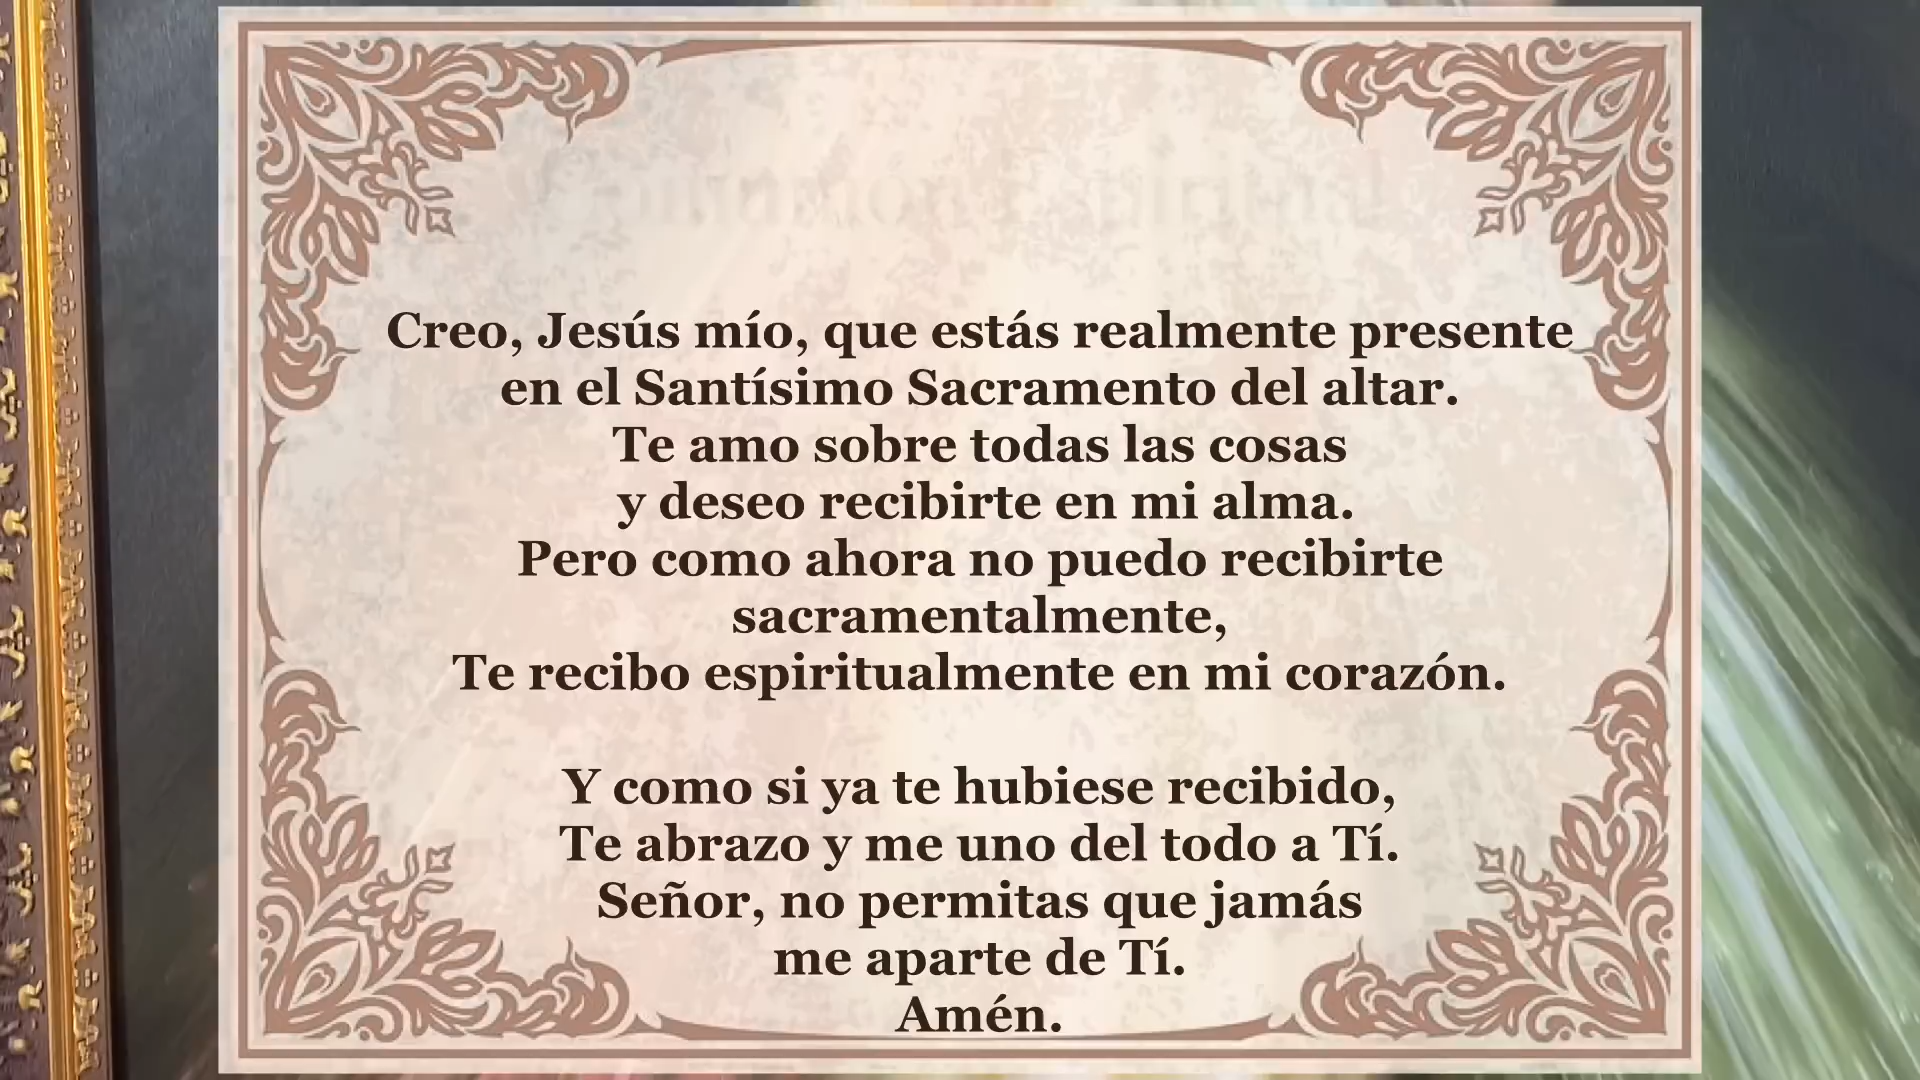 Creo, Jesús mío, que estás realmente presente
en el Santísimo Sacramento del altar.
Te amo sobre todas las cosas
y deseo recibirte en mi alma.
Pero como ahora no puedo recibirte
sacramentalmente,
Te recibo espiritualmente en mi corazón.
Y como si ya te hubiese recibido,
Te abrazo y me uno del todo a Tí.
Señor, no permitas que jamás
me aparte de Tí.
Amén.